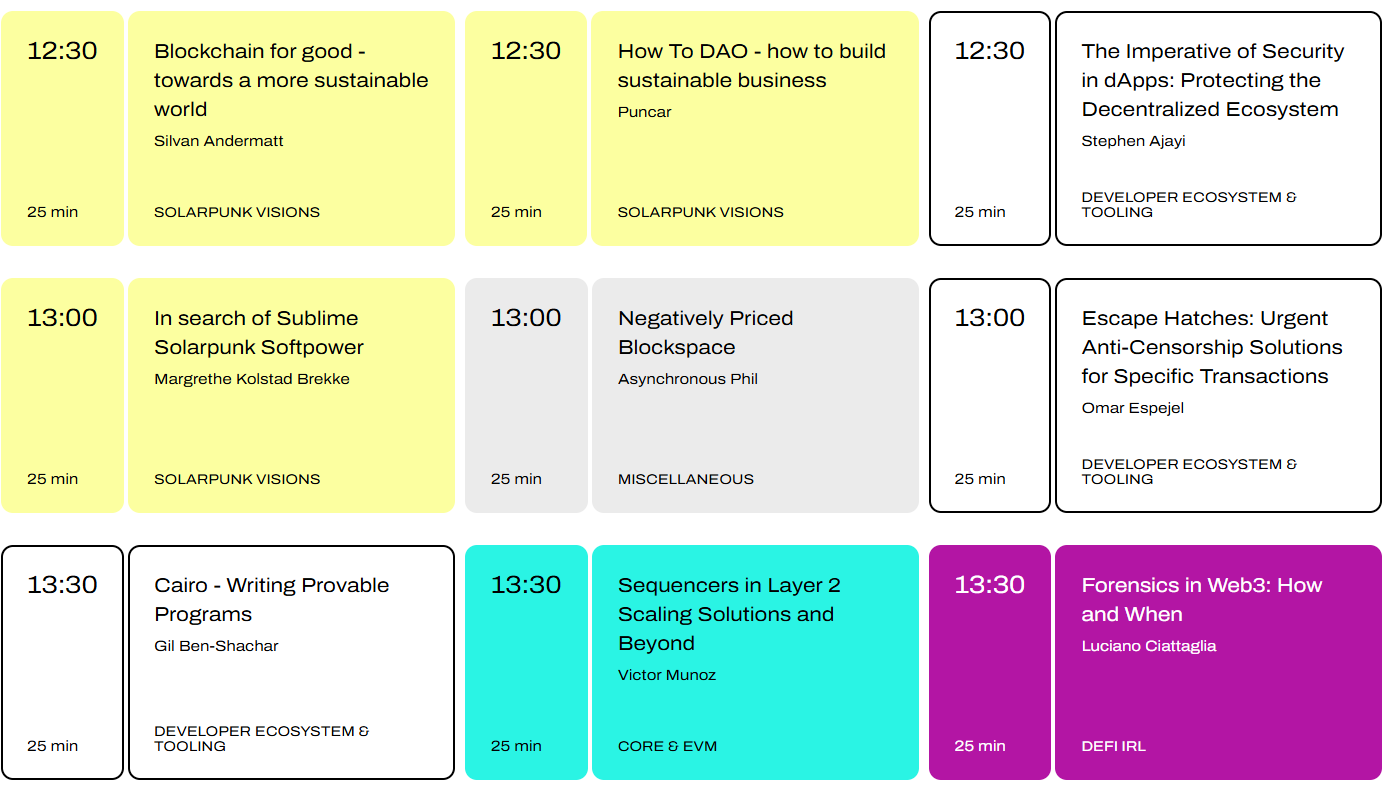 12:30
Blockchain for good -
towards a more sustainable
world
Silvan Andermatt
25 min
SOLARPUNK VISIONS
12:30
How To DAO - how to build
sustainable business
Puncar
25 min
SOLARPUNK VISIONS
12:30
The Imperative of Security
in dApps: Protecting the
Decentralized Ecosystem
Stephen Ajayi
25 min
DEVELOPER ECOSYSTEM &
TOOLING
13:00
In search of Sublime
Solarpunk Softpower
Margrethe Kolstad Brekke
25 min
SOLARPUNK VISIONS
13:00
Negatively Priced
Blockspace
Asynchronous Phil
25 min
MISCELLANEOUS
13:00
Escape Hatches: Urgent
Anti-Censorship Solutions
for Specific Transactions
Omar Espejel
25 min
DEVELOPER ECOSYSTEM &
TOOLING
13:30
Cairo - Writing Provable
Programs
Gil Ben-Shachar
25 min
DEVELOPER ECOSYSTEM &
TOOLING
13:30
Sequencers in Layer 2
Scaling Solutions and
Beyond
Victor Munoz
25 min
CORE & EVM
13:30
Forensics in Web3: How
and When
Luciano Ciattaglia
25 min
DEFI IRL